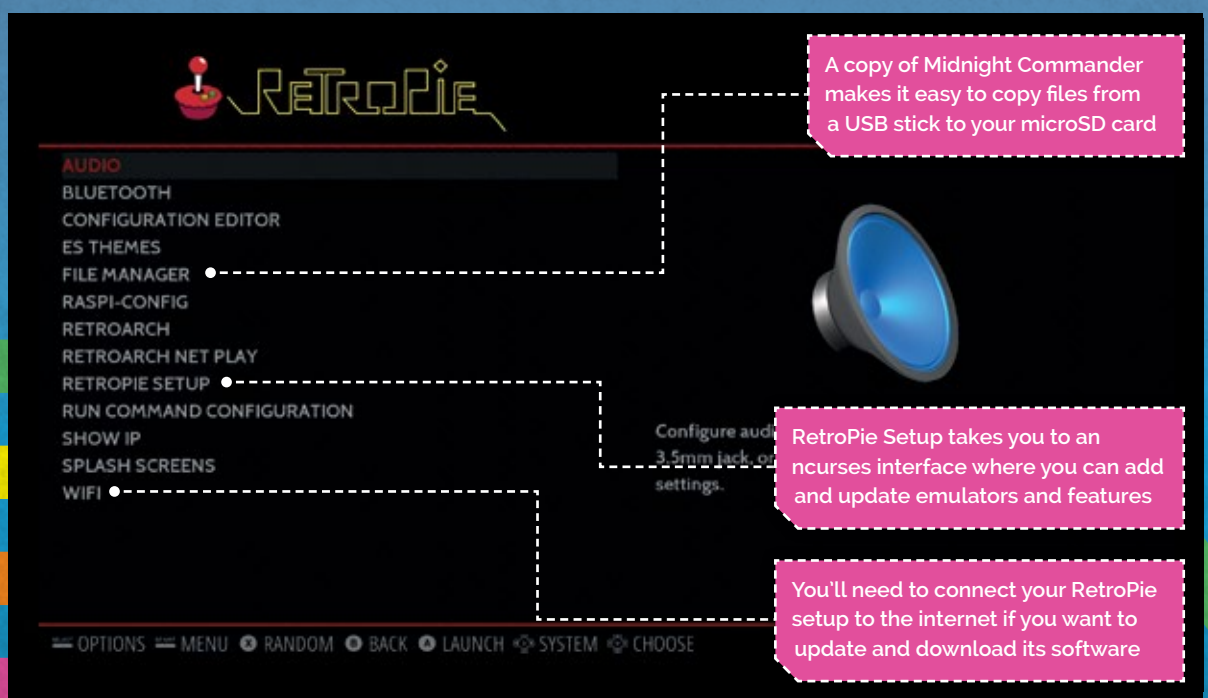 RETROPIE
A copy of Midnight Commander
makes it easy to copy files from
a USB stick to your microSD card
AUDIO
BLUETOOTH
CONFIGURATION EDITOR
ES THEMES
FILE MANAGER
RASPI-CONFIG
RETROARCH
RETROARCH NET PLAY
RETROPIE SETUP
RUN COMMAND CONFIGURATION
SHOW IP
SPLASH SCREENS
WIFI
Configure audi
3.5mm jack, or
settings.
RetroPie Setup takes you to an
ncurses interface where you can add
and update emulators and features
You'll need to connect your RetroPie
setup to the internet if you want to
update and download its software
OPTIONS MENU X RANDOM B BACK A LAUNCH SYSTEM CHOOSE